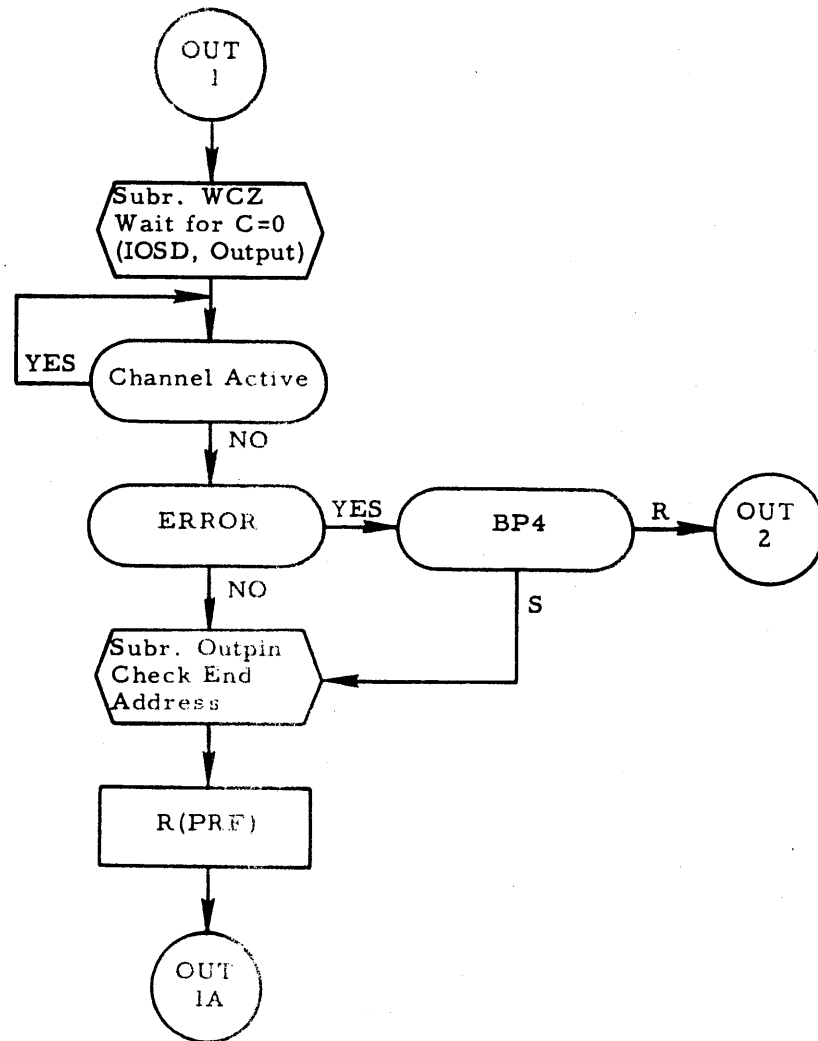 OUT
1
Subr. WCZ
Wait for C=0
(IOSD, Output)
YES
Channel Active
NO
ERROR
YES
BP4
R
OUT
2
NO
S
Subr. Outpin
Check End
Address
R(PRF)
OUT
1A